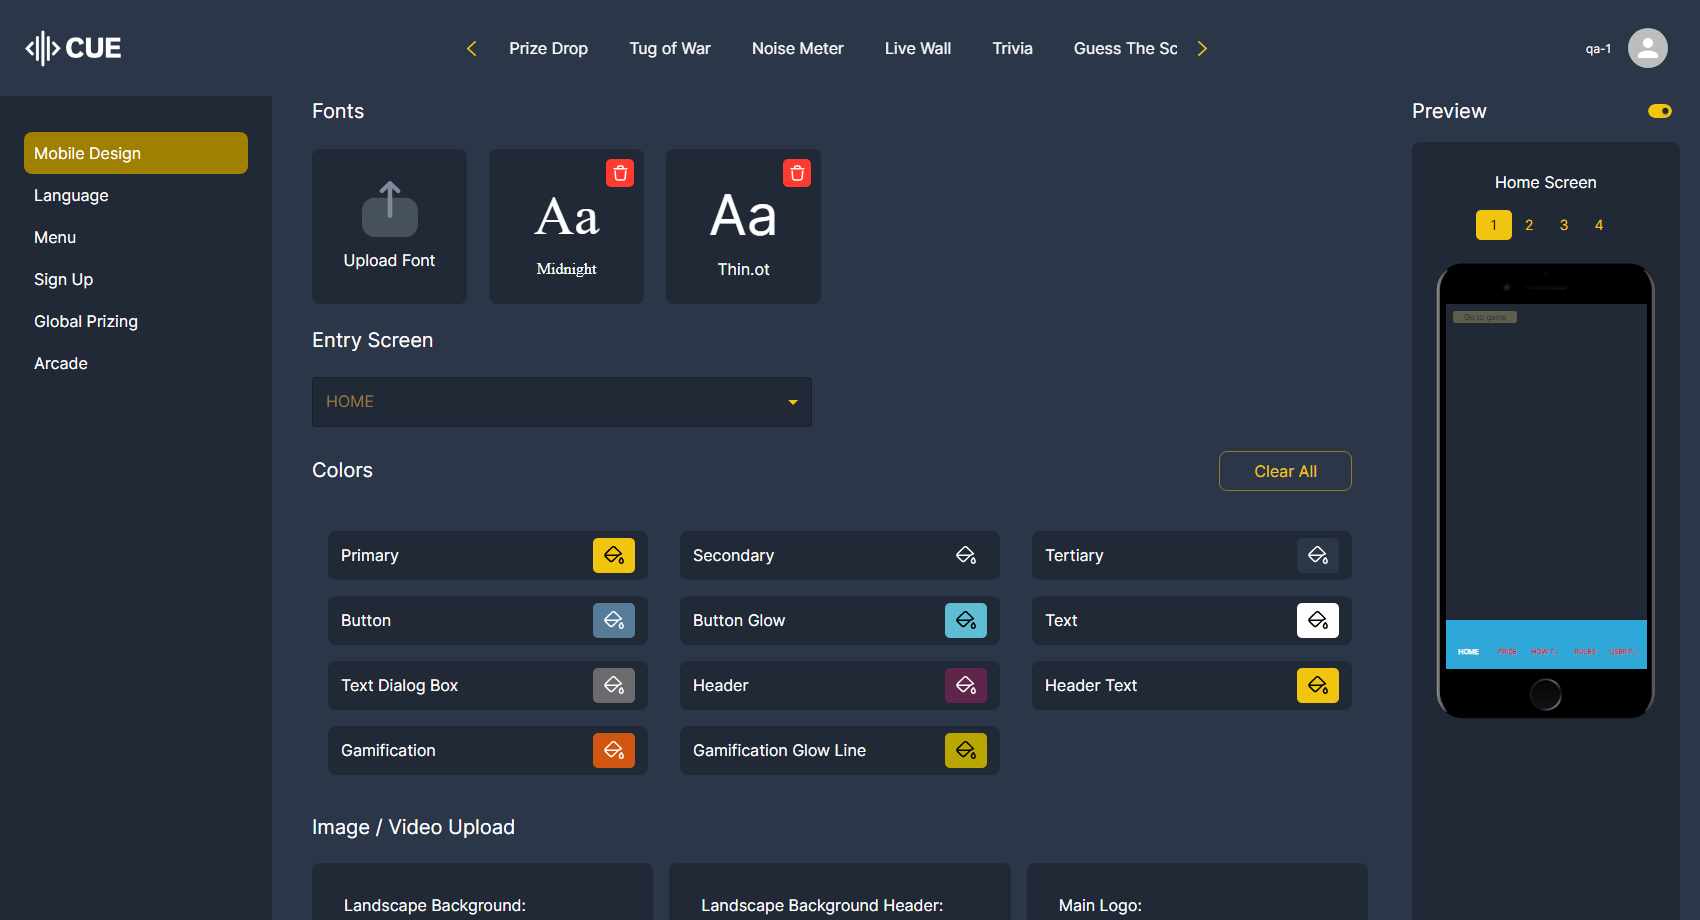 CUE
Prize Drop
Tug of War
Noise Meter
Live Wall
Trivia
Guess The Sc
qa-1
Mobile Design
Language
Menu
Sign Up
Global Prizing
Arcade
Fonts
Upload Font
Aa
Midnight
Aa
Thin.ot
Entry Screen
HOME
Colors
Clear All
Primary
Secondary
Tertiary
Button
Button Glow
Text
Text Dialog Box
Header
Header Text
Gamification
Gamification Glow Line
Image / Video Upload
Landscape Background:
Landscape Background Header:
Main Logo:
Preview
Home Screen
1 2 3 4
Go to game
HOME PRIZE HOW T... RULES USER P...